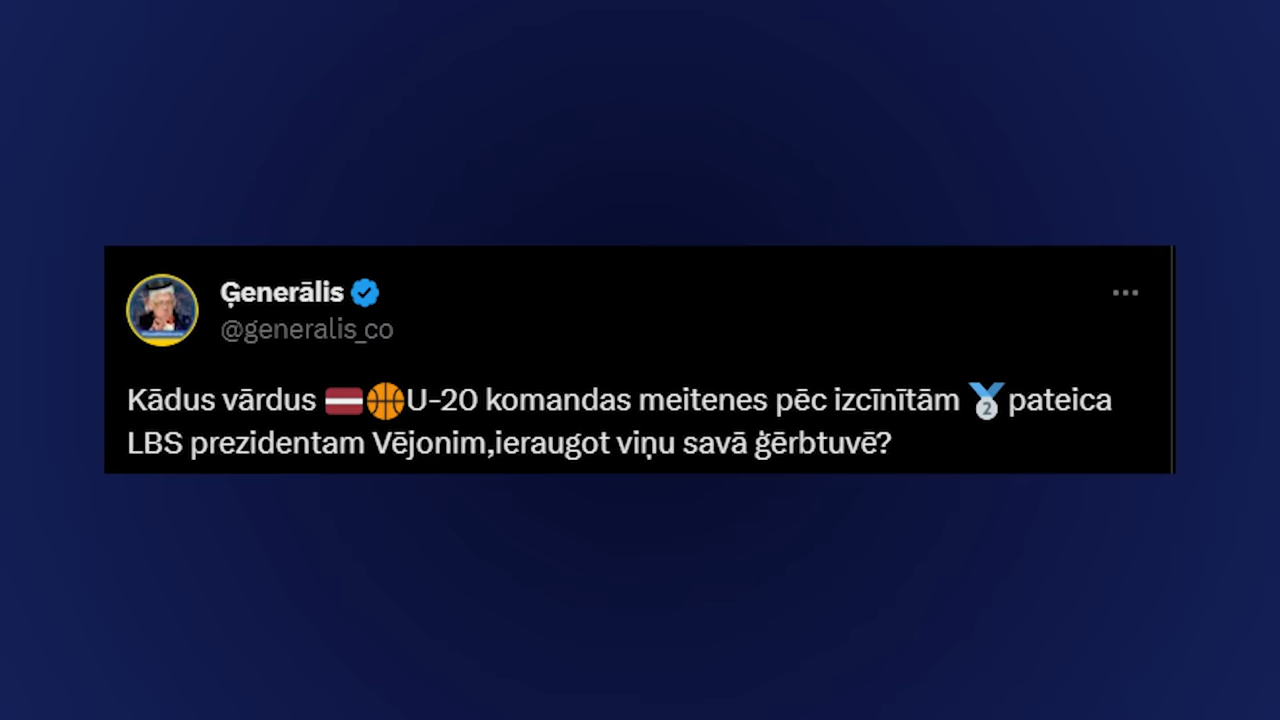 Ģenerālis
@generalis_co
Kādus vārdus 🇱🇻🏀U-20 komandas meitenes pēc izcīnītām 🥈pateica
LBS prezidentam Vējonim,ieraugot viņu savā ģērbtuvē?